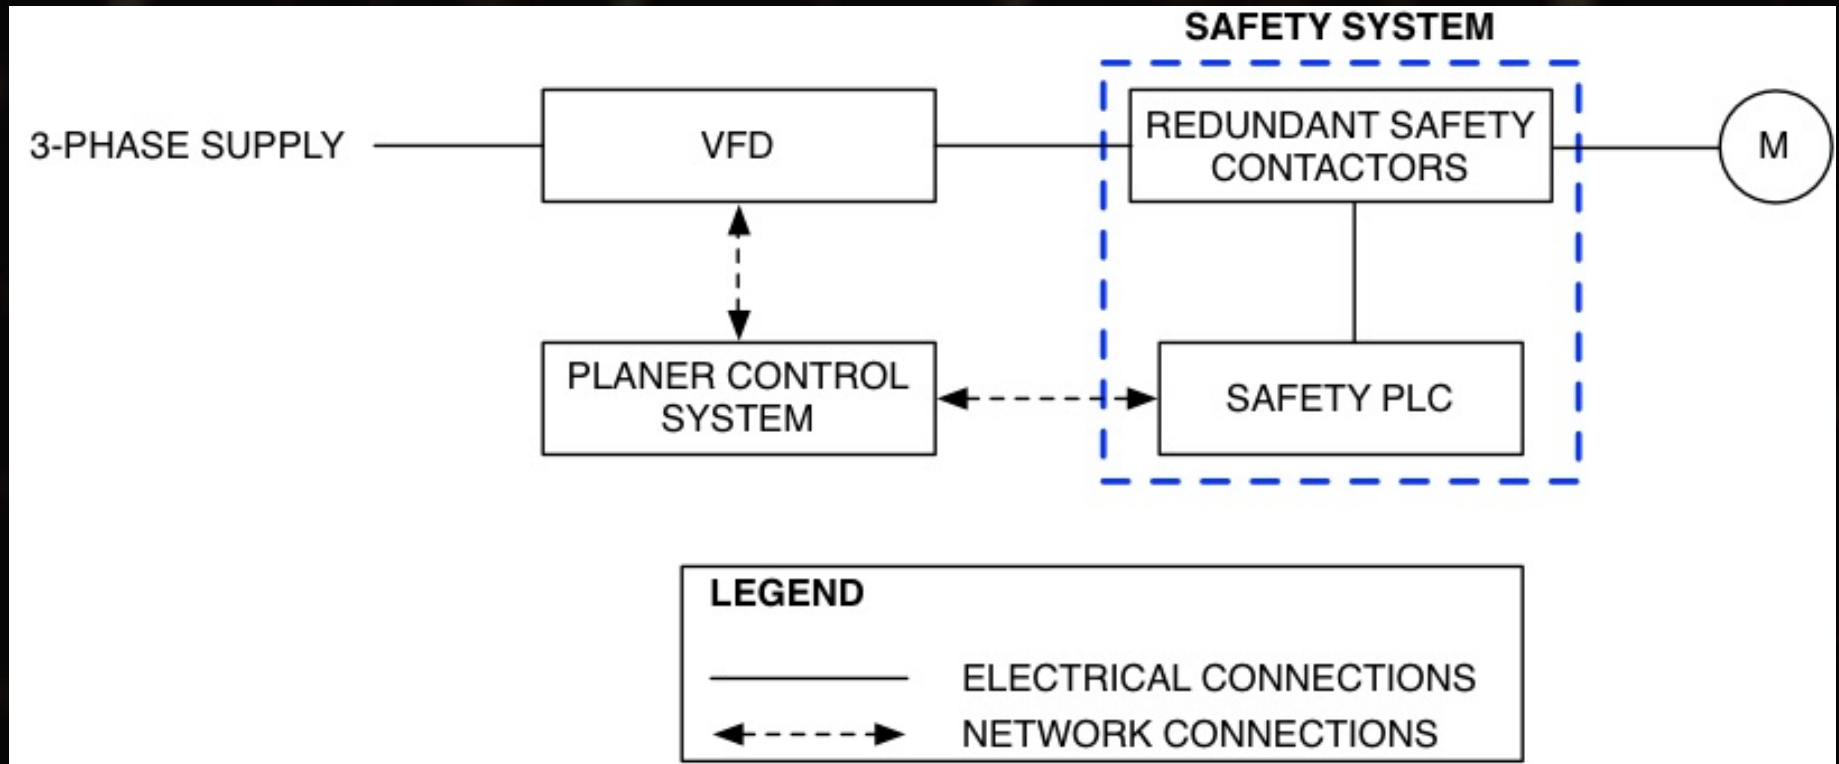 SAFETY SYSTEM
3-PHASE SUPPLY
VFD
REDUNDANT SAFETY
CONTACTORS
M
PLANER CONTROL
SYSTEM
SAFETY PLC
LEGEND
ELECTRICAL CONNECTIONS
NETWORK CONNECTIONS